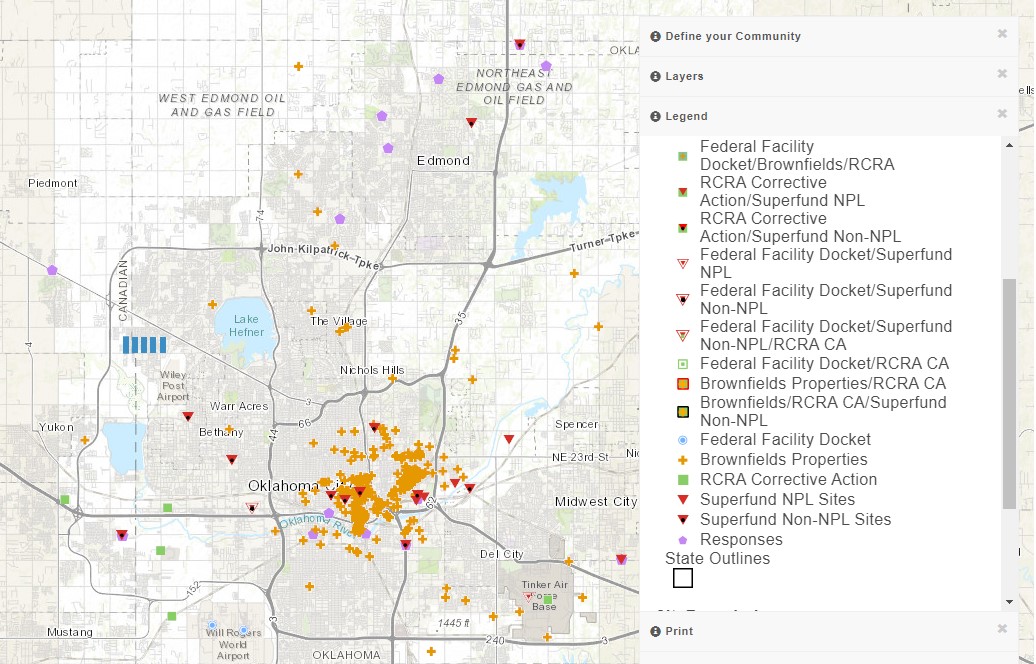 OKLA
NORTHEAST
EDMOND GAS AND
OIL FIELD
WEST EDMOND OIL
AND GAS FIELD
Edmond
Piedmont
74
John-Kilpatrick-Tpke
Turner-Tpke
CANADIAN
Lake
Hefner
The Village
35
4
Nichols Hills
Wiley
Post
Airport
Warr Acres
3
66
Yukon
Bethany
44
Spencer
NE 23rd-St
Nic
Oklahoma City
62
Midwest City
Oklahoma River
Del City
152
Tinker Air
Force
Base
Mustang
3
1445 ft
Will Rogers
World
Airport
240
3
OKLAHOMA
Define your Community
Layers
Legend
Federal Facility
Docket/Brownfields/RCRA
RCRA Corrective
Action/Superfund NPL
RCRA Corrective
Action/Superfund Non-NPL
Federal Facility Docket/Superfund
NPL
Federal Facility Docket/Superfund
Non-NPL
Federal Facility Docket/Superfund
Non-NPL/RCRA CA
Federal Facility Docket/RCRA CA
Brownfields Properties/RCRA CA
Brownfields/RCRA CA/Superfund
Non-NPL
Federal Facility Docket
Brownfields Properties
RCRA Corrective Action
Superfund NPL Sites
Superfund Non-NPL Sites
Responses
State Outlines
Print